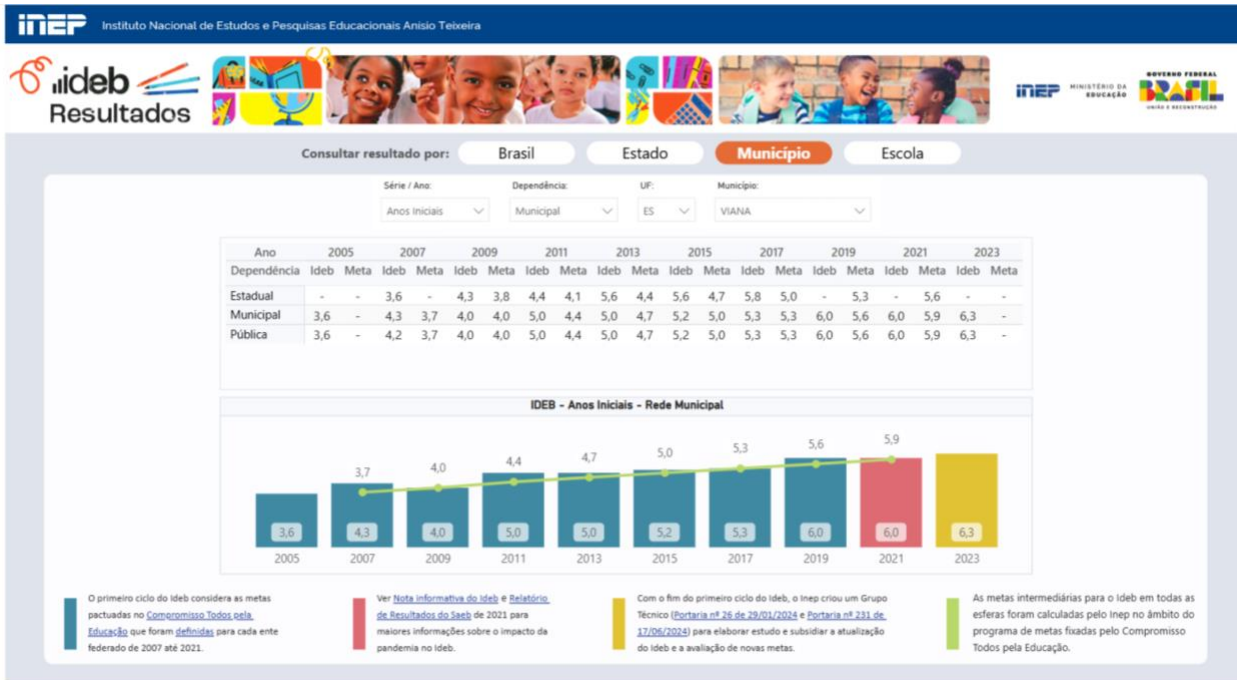 INEP Instituto Nacional de Estudos e Pesquisas Educacionais Anísio Teixeira
ideb
Resultados
INEP MINISTÉRIO DA EDUCAÇÃO GOVERNO FEDERAL BRASIL UNIÃO E RECONSTRUÇÃO
Consultar resultado por: Brasil Estado Município Escola
Série / Ano: Dependência: UF: Município:
Anos Iniciais Municipal ES VIANA
Ano 2005 2007 2009 2011 2013 2015 2017 2019 2021 2023
Dependência Ideb Meta Ideb Meta Ideb Meta Ideb Meta Ideb Meta Ideb Meta Ideb Meta Ideb Meta Ideb Meta Ideb Meta
Estadual - - 3,6 - 4,3 3,8 4,4 4,1 5,6 4,4 5,6 4,7 5,8 5,0 - 5,3 - 5,6 - -
Municipal 3,6 - 4,3 3,7 4,0 4,0 5,0 4,4 5,0 4,7 5,2 5,0 5,3 5,3 6,0 5,6 6,0 5,9 6,3 -
Pública 3,6 - 4,2 3,7 4,0 4,0 5,0 4,4 5,0 4,7 5,2 5,0 5,3 5,3 6,0 5,6 6,0 5,9 6,3 -
IDEB - Anos Iniciais - Rede Municipal
3,7 4,0 4,4 4,7 5,0 5,3 5,6 5,9
3,6 4,3 4,0 5,0 5,0 5,2 5,3 6,0 6,0 6,3
2005 2007 2009 2011 2013 2015 2017 2019 2021 2023
O primeiro ciclo do Ideb considera as metas
pactuadas no Compromisso Todos pela
Educação que foram definidas para cada ente
federado de 2007 até 2021.
Ver Nota informativa do Ideb e Relatório
de Resultados do Saeb de 2021 para
maiores informações sobre o impacto da
pandemia no Ideb.
Com o fim do primeiro ciclo do Ideb, o Inep criou um Grupo
Técnico (Portaria nº 26 de 29/01/2024 e Portaria nº 231 de
17/06/2024) para elaborar estudo e subsidiar a atualização
do Ideb e a avaliação de novas metas.
As metas intermediárias para o Ideb em todas as
esferas foram calculadas pelo Inep no âmbito do
programa de metas fixadas pelo Compromisso
Todos pela Educação.